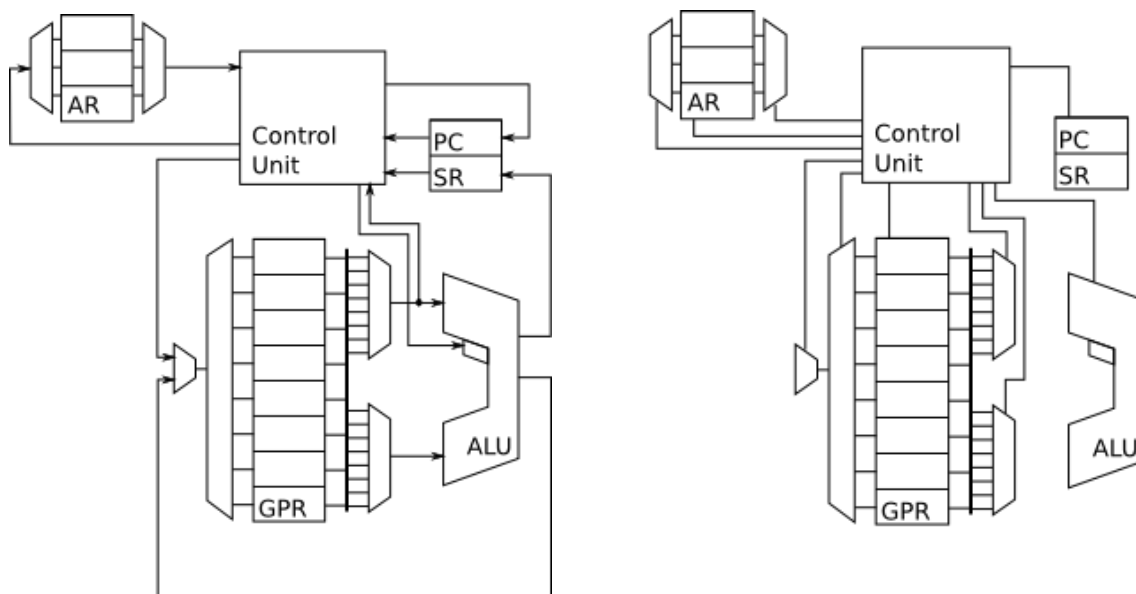 AR
Control
Unit
PC
SR
ALU
GPR
AR
Control
Unit
PC
SR
ALU
GPR